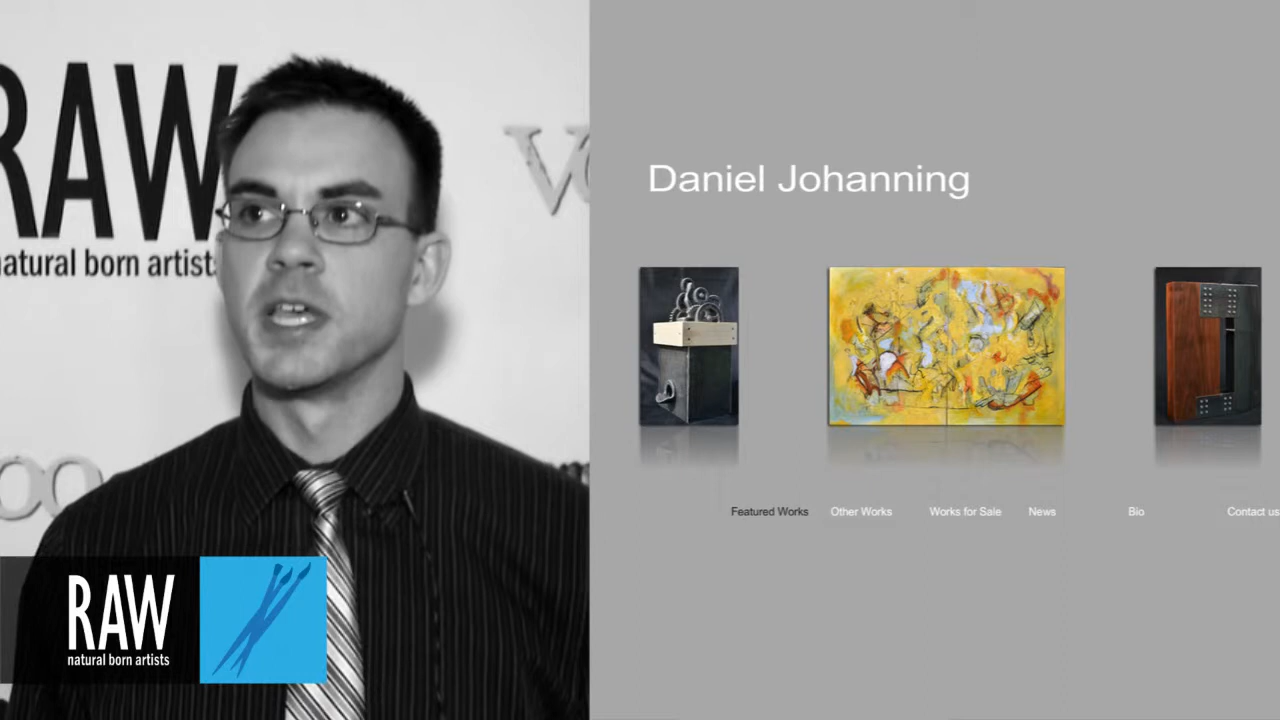 RAW
natural born artist
Daniel Johanning
Featured Works
Other Works
Works for Sale
News
Bio
Contact us
RAW
natural born artists